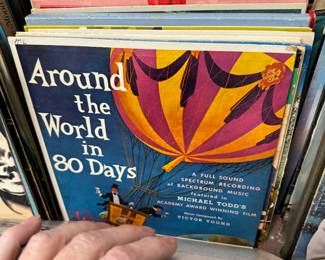 Around
the
World
in
80 Days
A FULL SOUND
SPECTRUM RECORDING
of BACKGROUND MUSIC
featured in
MICHAEL TODD'S
ACADEMY AWARD WINNING FILM
Music Composed by
VICTOR YOUNG